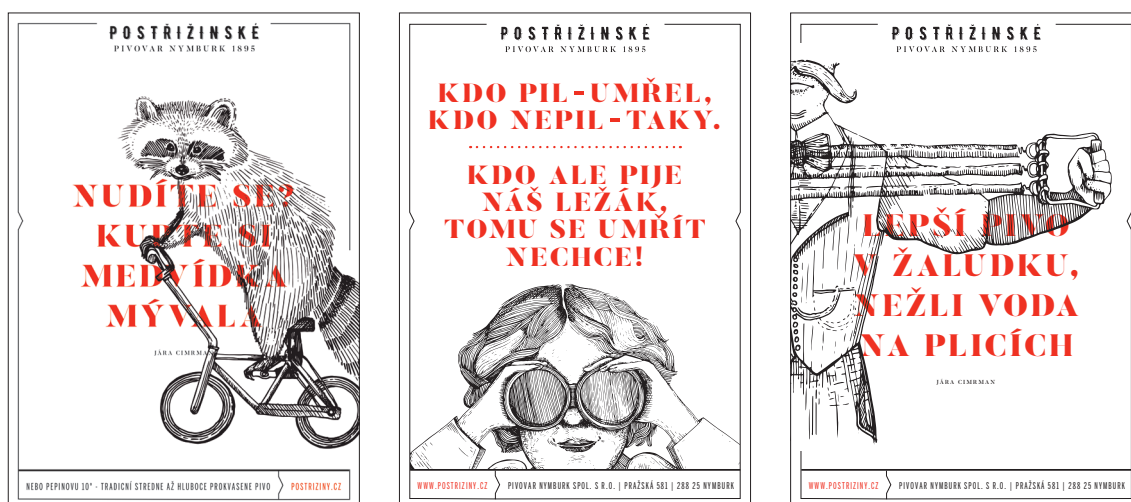 POSTŘIŽINSKÉ
PIVOVAR NYMBURK 1895
NUDÍTE SE?
KUPTE SI
MEDVÍDKA
MÝVALA
JÁRA CIMRMAN
NEBO PEPINOVU 10° - TRADICNÍ STREDNE AŽ HLUBOCE PROKVASENE PIVO
POSTRIZINY.CZ
POSTŘIŽINSKÉ
PIVOVAR NYMBURK 1895
KDO PIL - UMŘEL,
KDO NEPIL - TAKY.
KDO ALE PIJE
NÁŠ LEŽÁK,
TOMU SE UMŘÍT
NECHCE!
WWW.POSTRIZINY.CZ
PIVOVAR NYMBURK SPOL. S R.O. | PRAŽSKÁ 581 | 288 25 NYMBURK
POSTŘIŽINSKÉ
PIVOVAR NYMBURK 1895
LEPŠÍ PIVO
V ŽALUDKU,
NEŽLI VODA
NA PLICÍCH
JÁRA CIMRMAN
WWW.POSTRIZINY.CZ
PIVOVAR NYMBURK SPOL. S R.O. | PRAŽSKÁ 581 | 288 25 NYMBURK